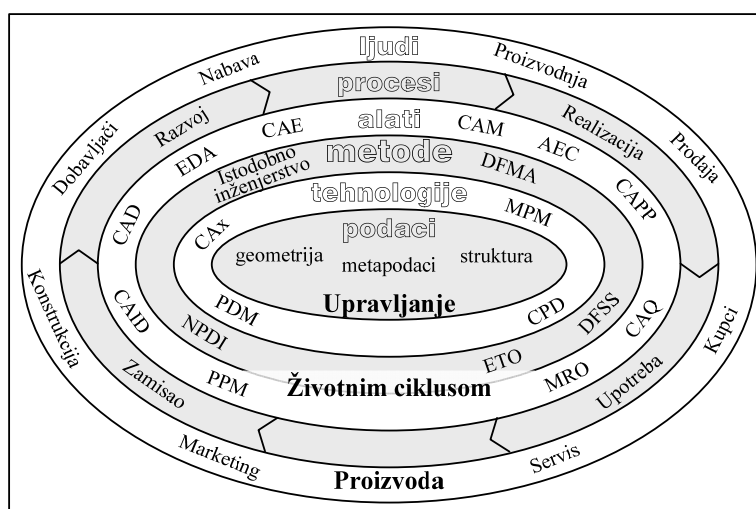 ljudi
Nabava
Proizvodnja
Dobavljači
Prodaja
Konstrukcija
Kupci
Marketing
Servis
procesi
Razvoj
Realizacija
Zamisao
Upotreba
alati
CAE
CAM
EDA
AEC
CAD
CAPP
CAID
CAQ
PPM
MRO
metode
Istodobno
inženjerstvo
DFMA
NPDI
DFSS
ETO
tehnologije
CAx
MPM
PDM
CPD
podaci
geometrija
metapodaci
struktura
Upravljanje
Životnim ciklusom
Proizvoda